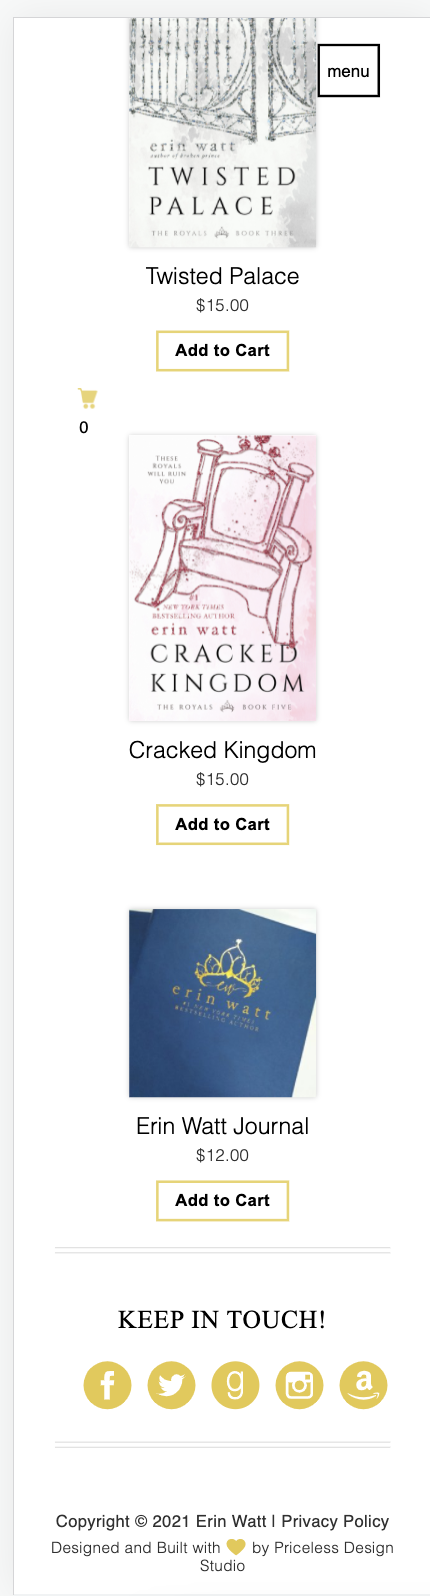 menu
erin watt
author of broken prince
TWISTED
PALACE
THE ROYALS BOOK THREE
Twisted Palace
$15.00
Add to Cart
0
THESE
ROYALS
WILL RUIN
YOU
#1
NEW YORK TIMES
BESTSELLING AUTHOR
erin watt
CRACKED
KINGDOM
THE ROYALS BOOK FIVE
Cracked Kingdom
$15.00
Add to Cart
ew
erin watt
#1 NEW YORK TIMES
BESTSELLING AUTHOR
Erin Watt Journal
$12.00
Add to Cart
KEEP IN TOUCH!
Copyright © 2021 Erin Watt | Privacy Policy
Designed and Built with by Priceless Design
Studio